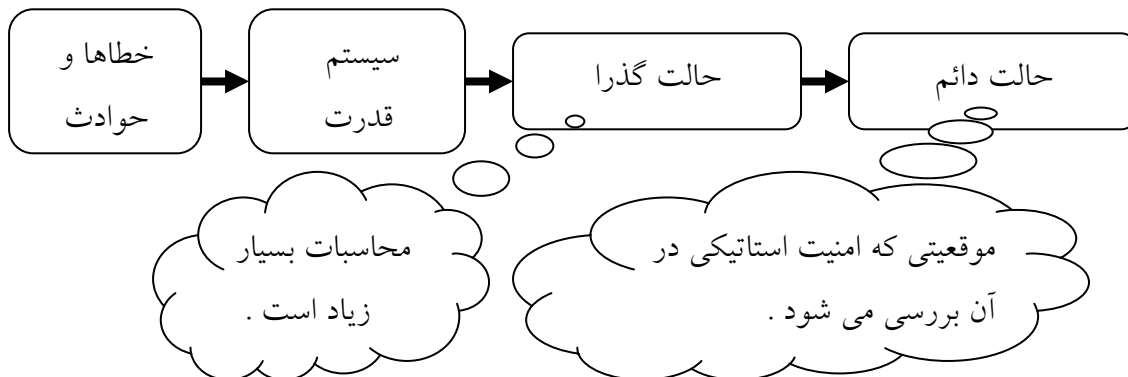 خطاها و
حوادث
سیستم
قدرت
حالت گذرا
حالت دائم
محاسبات بسیار
زیاد است .
موقعیتی که امنیت استاتیکی در
آن بررسی می شود .